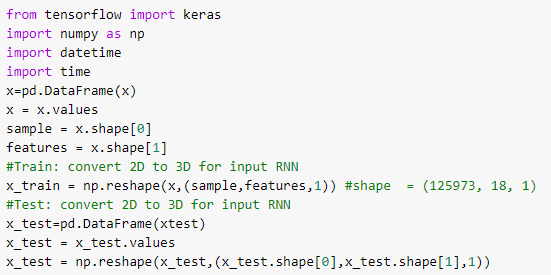 from tensorflow import keras
import numpy as np
import datetime
import time
x=pd.DataFrame(x)
x = x.values
sample = x.shape[0]
features = x.shape[1]
#Train: convert 2D to 3D for input RNN
x_train = np.reshape(x,(sample,features,1)) #shape  = (125973, 18, 1)
#Test: convert 2D to 3D for input RNN
x_test=pd.DataFrame(xtest)
x_test = x_test.values
x_test = np.reshape(x_test,(x_test.shape[0],x_test.shape[1],1))